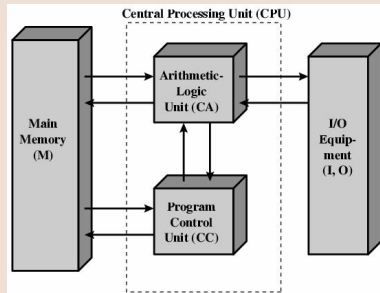 Central Processing Unit (CPU)
Main
Memory
(M)
Arithmetic-
Logic
Unit (CA)
Program
Control
Unit (CC)
I/O
Equip-
ment
(I, O)